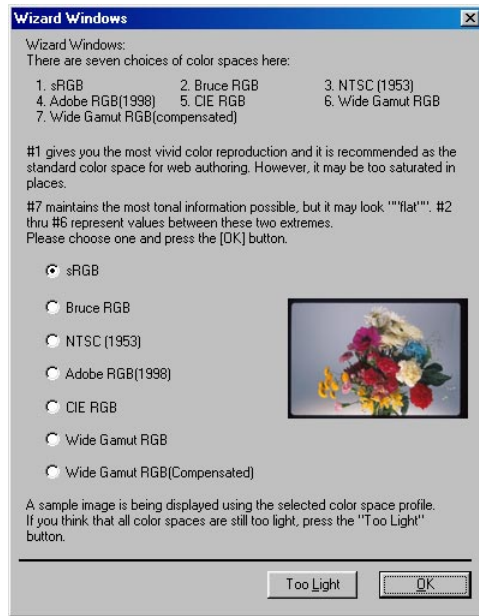 Wizard Windows
Wizard Windows:
There are seven choices of color spaces here:
1. sRGB 2. Bruce RGB 3. NTSC (1953)
4. Adobe RGB(1998) 5. CIE RGB 6. Wide Gamut RGB
7. Wide Gamut RGB(compensated)
#1 gives you the most vivid color reproduction and it is recommended as the
standard color space for web authoring. However, it may be too saturated in
places.
#7 maintains the most tonal information possible, but it may look ""flat"". #2
thru #6 represent values between these two extremes.
Please choose one and press the [OK] button.
sRGB
Bruce RGB
NTSC (1953)
Adobe RGB(1998)
CIE RGB
Wide Gamut RGB
Wide Gamut RGB(Compensated)
A sample image is being displayed using the selected color space profile.
If you think that all color spaces are still too light, press the "Too Light"
button.
Too Light OK